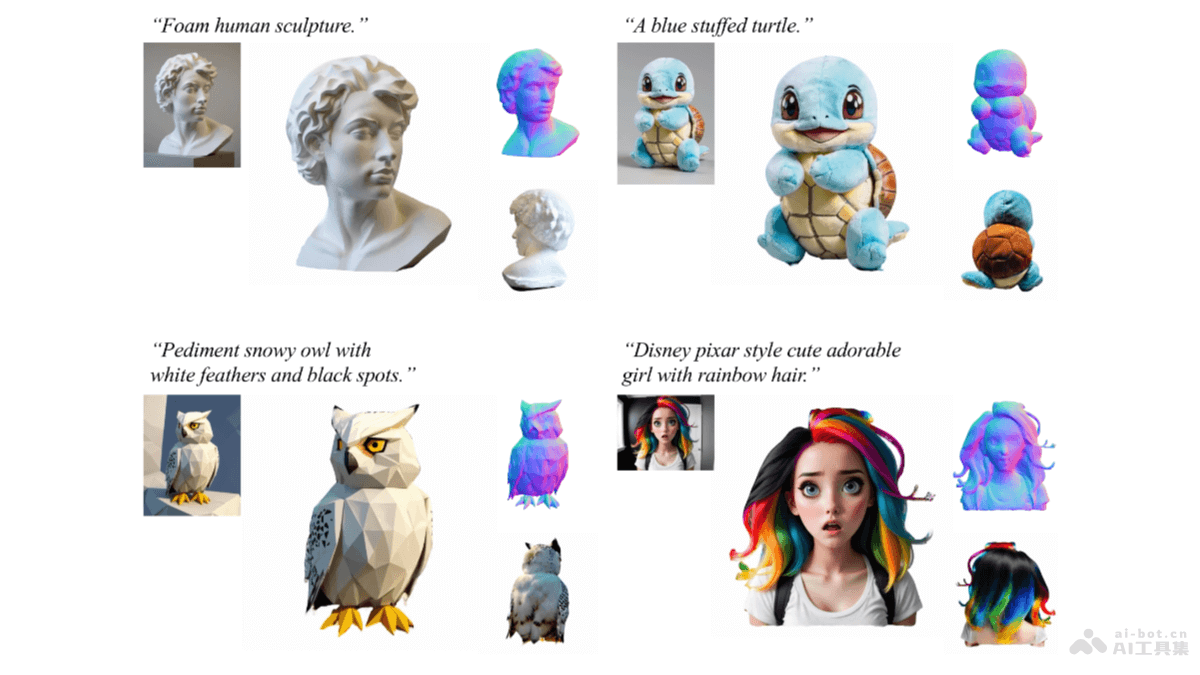 “Foam human sculpture.”
“A blue stuffed turtle.”
“Pediment snowy owl with
white feathers and black spots.”
“Disney pixar style cute adorable
girl with rainbow hair.”
ai-bot.cn
AI工具集